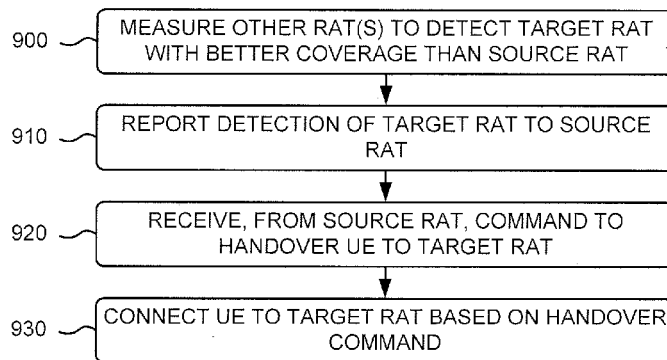 900
MEASURE OTHER RAT(S) TO DETECT TARGET RAT
WITH BETTER COVERAGE THAN SOURCE RAT
910
REPORT DETECTION OF TARGET RAT TO SOURCE
RAT
920
RECEIVE, FROM SOURCE RAT, COMMAND TO
HANDOVER UE TO TARGET RAT
930
CONNECT UE TO TARGET RAT BASED ON HANDOVER
COMMAND